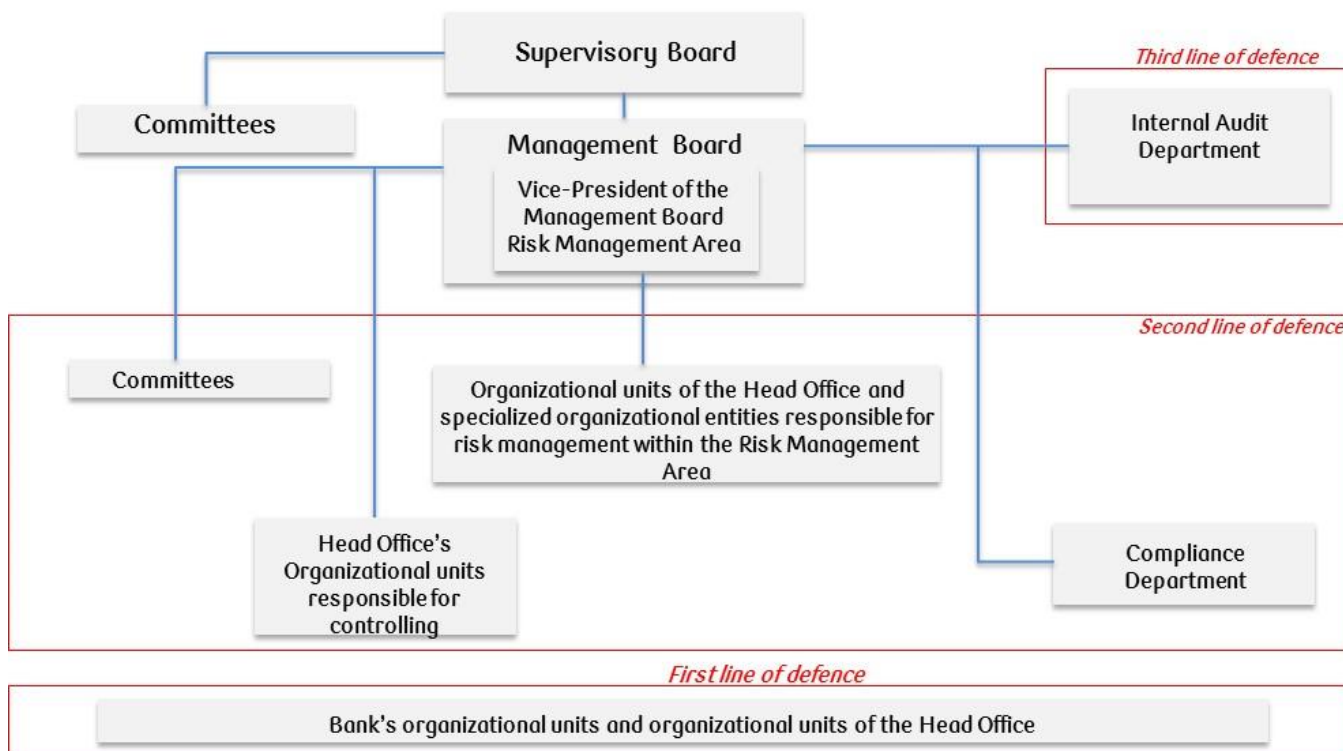 Supervisory Board
Third line of defence
Committees
Internal Audit
Department
Management Board
Vice-President of the
Management Board
Risk Management Area
Second line of defence
Committees
Organizational units of the Head Office and
specialized organizational entities responsible for
risk management within the Risk Management
Area
Head Office's
Organizational units
responsible for
controlling
Compliance
Department
First line of defence
Bank's organizational units and organizational units of the Head Office